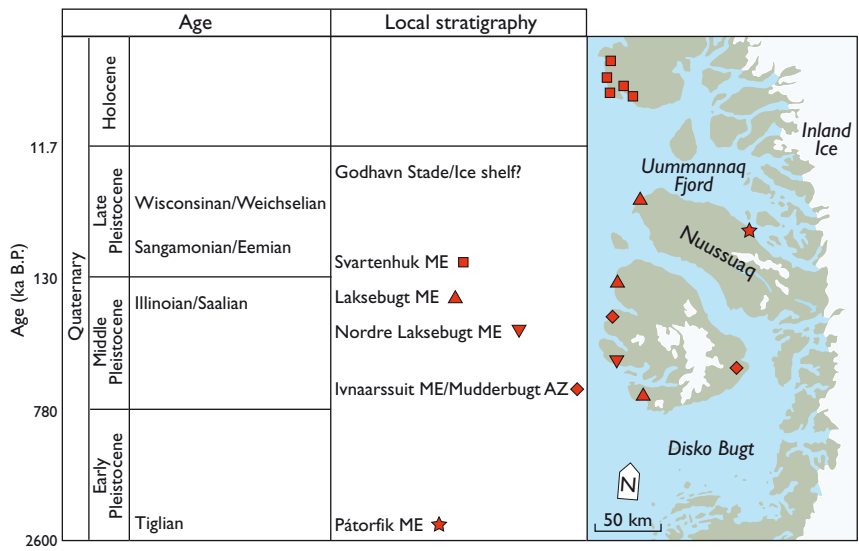 Age
Local stratigraphy
Age (ka B.P.)
11.7
130
780
2600
Quaternary
Holocene
Late
Pleistocene
Middle
Pleistocene
Early
Pleistocene
Wisconsinan/Weichselian
Sangamonian/Eemian
Illinoian/Saalian
Tiglian
Godhavn Stade/Ice shelf?
Svartenhuk ME
Laksebugt ME
Nordre Laksebugt ME
Ivnaarssuit ME/Mudderbugt AZ
Pátorfik ME
Inland
Ice
Uummannaq
Fjord
Nuussuaq
Disko Bugt
N
50 km